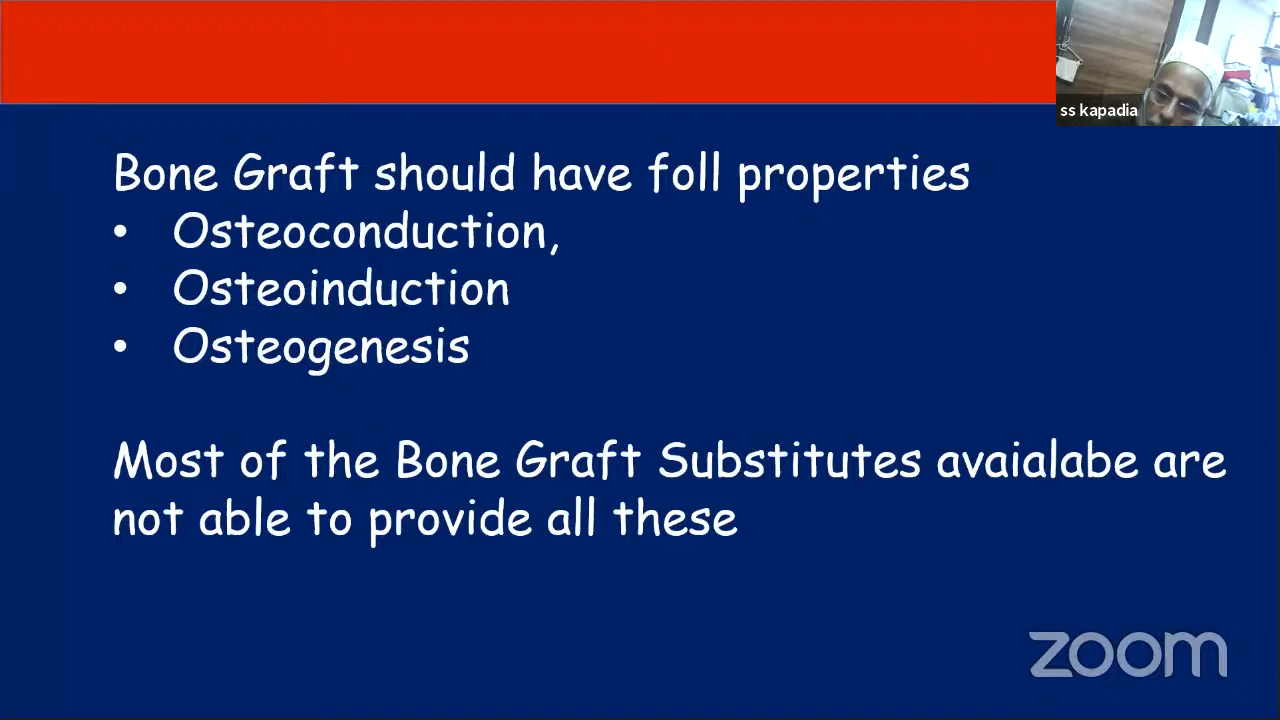 ss kapadia
Bone Graft should have foll properties
• Osteoconduction,
• Osteoinduction
• Osteogenesis
Most of the Bone Graft Substitutes avaialabe are
not able to provide all these
zoom